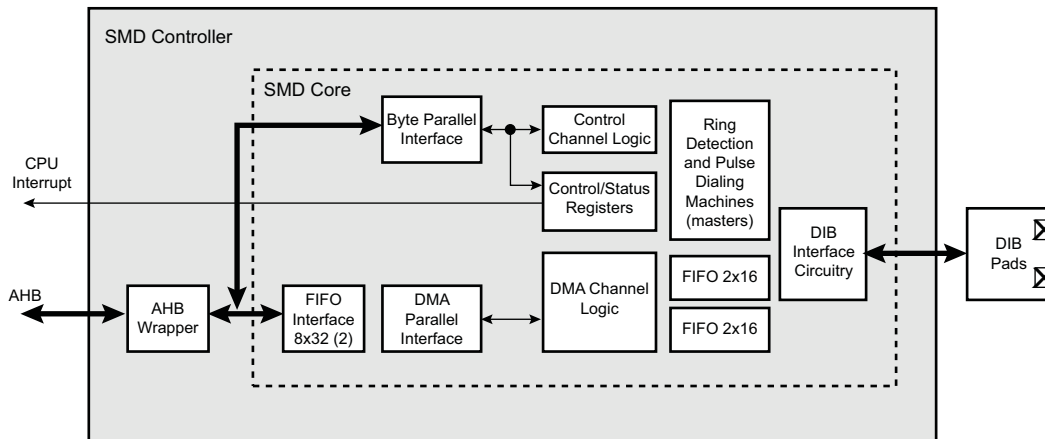 SMD Controller
SMD Core
Byte Parallel
Interface
Control
Channel Logic
Ring
Detection
and Pulse
Dialing
Machines
(masters)
CPU
Interrupt
Control/Status
Registers
DIB
Interface
Circuitry
DIB
Pads
AHB
AHB
Wrapper
FIFO
Interface
8x32 (2)
DMA
Parallel
Interface
DMA Channel
Logic
FIFO 2x16
FIFO 2x16